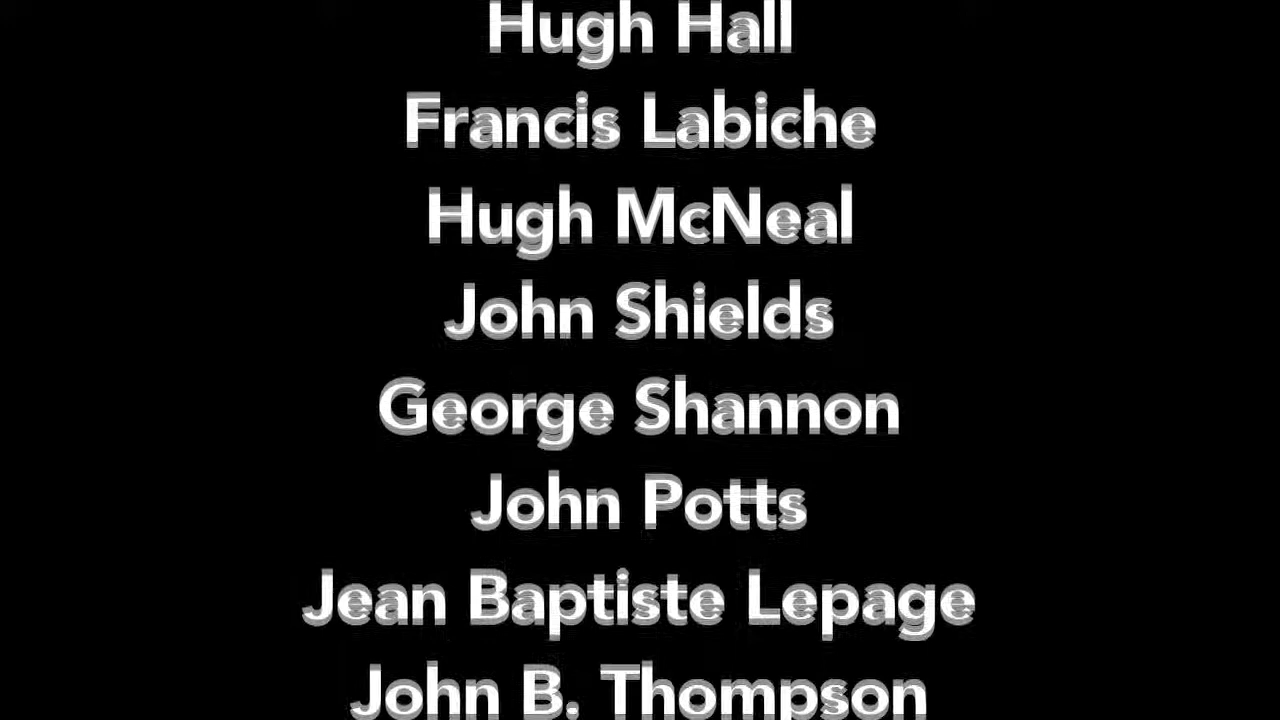 Hugh Hall
Francis Labiche
Hugh McNeal
John Shields
George Shannon
John Potts
Jean Baptiste Lepage
John B. Thompson